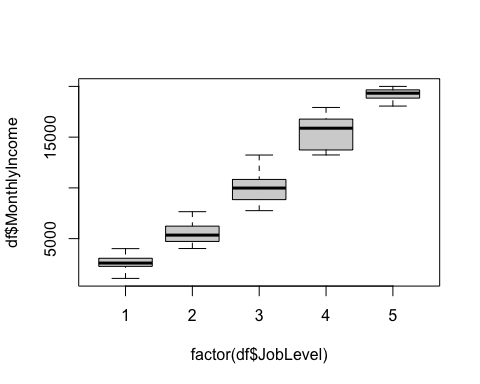 df$MonthlyIncome
15000
5000
1 2 3 4 5
factor(df$JobLevel)